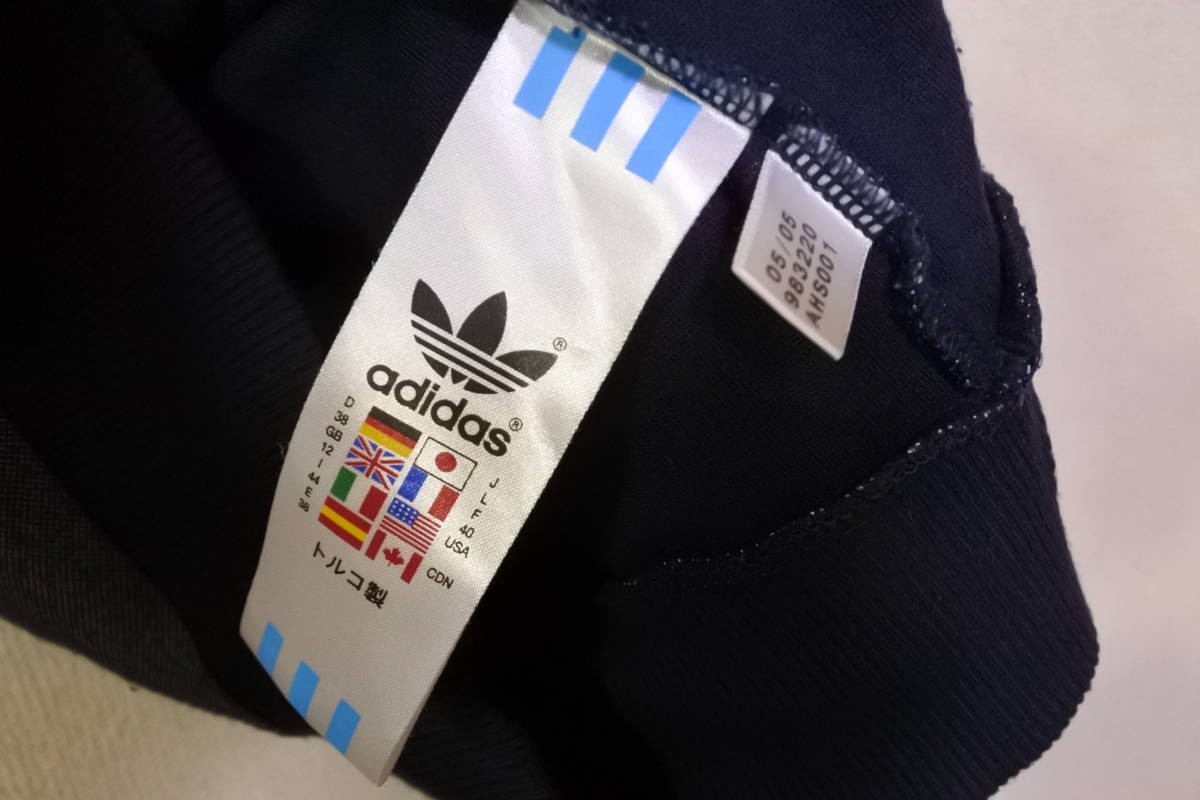 adidas
D
38
GB
12
I
44
E
38
J
L
F
40
USA
CDN
トルコ製
05/05
983220
AHS001